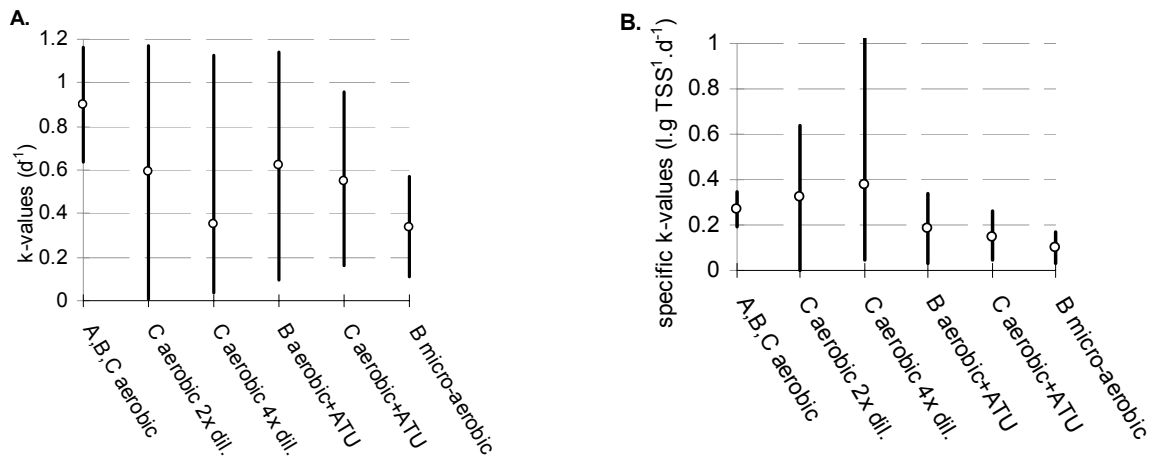 A.
k-values (d-1)
1.2
1
0.8
0.6
0.4
0.2
0
A,B,C aerobic
C aerobic 2x dil.
C aerobic 4x dil.
B aerobic+ATU
C aerobic+ATU
B micro-aerobic
B.
specific k-values (l.g TSS1.d-1)
1
0.8
0.6
0.4
0.2
0
A,B,C aerobic
C aerobic 2x dil.
C aerobic 4x dil.
B aerobic+ATU
C aerobic+ATU
B micro-aerobic